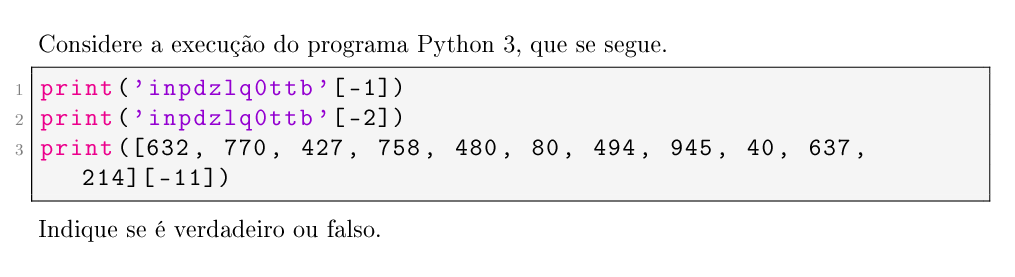 Considere a execução do programa Python 3, que se segue.
1 print('inpdzlq0ttb'[-1])
2 print('inpdzlq0ttb'[-2])
3 print([632, 770, 427, 758, 480, 80, 494, 945, 40, 637,
214][-11])
Indique se é verdadeiro ou falso.